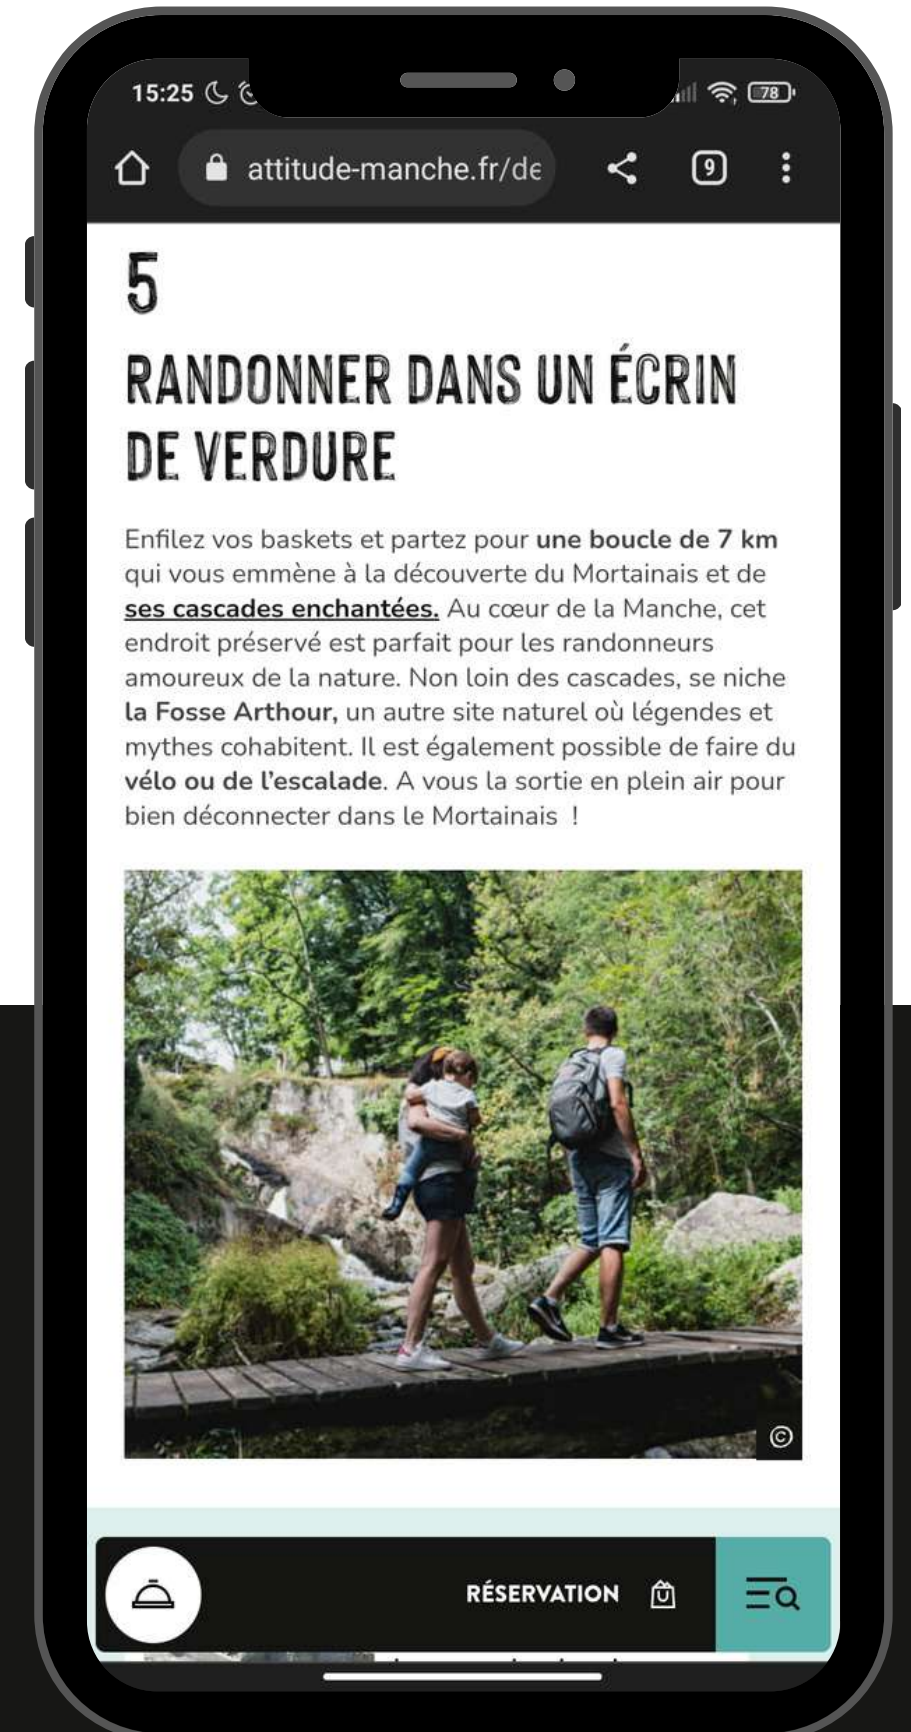 15:25
78
attitude-manche.fr/de
9
5
RANDONNER DANS UN ÉCRIN
DE VERDURE
Enfilez vos baskets et partez pour une boucle de 7 km
qui vous emmène à la découverte du Mortainais et de
ses cascades enchantées. Au cœur de la Manche, cet
endroit préservé est parfait pour les randonneurs
amoureux de la nature. Non loin des cascades, se niche
la Fosse Arthour, un autre site naturel où légendes et
mythes cohabitent. Il est également possible de faire du
vélo ou de l'escalade. A vous la sortie en plein air pour
bien déconnecter dans le Mortainais !
©
RÉSERVATION